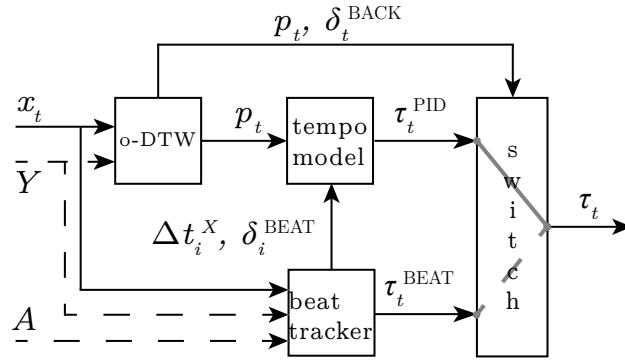 p_t, δ_t^BACK
x_t
o-DTW
p_t
tempo
model
τ_t^PID
Y
s
w
i
t
c
h
τ_t
Δt_i^X, δ_i^BEAT
A
beat
tracker
τ_t^BEAT